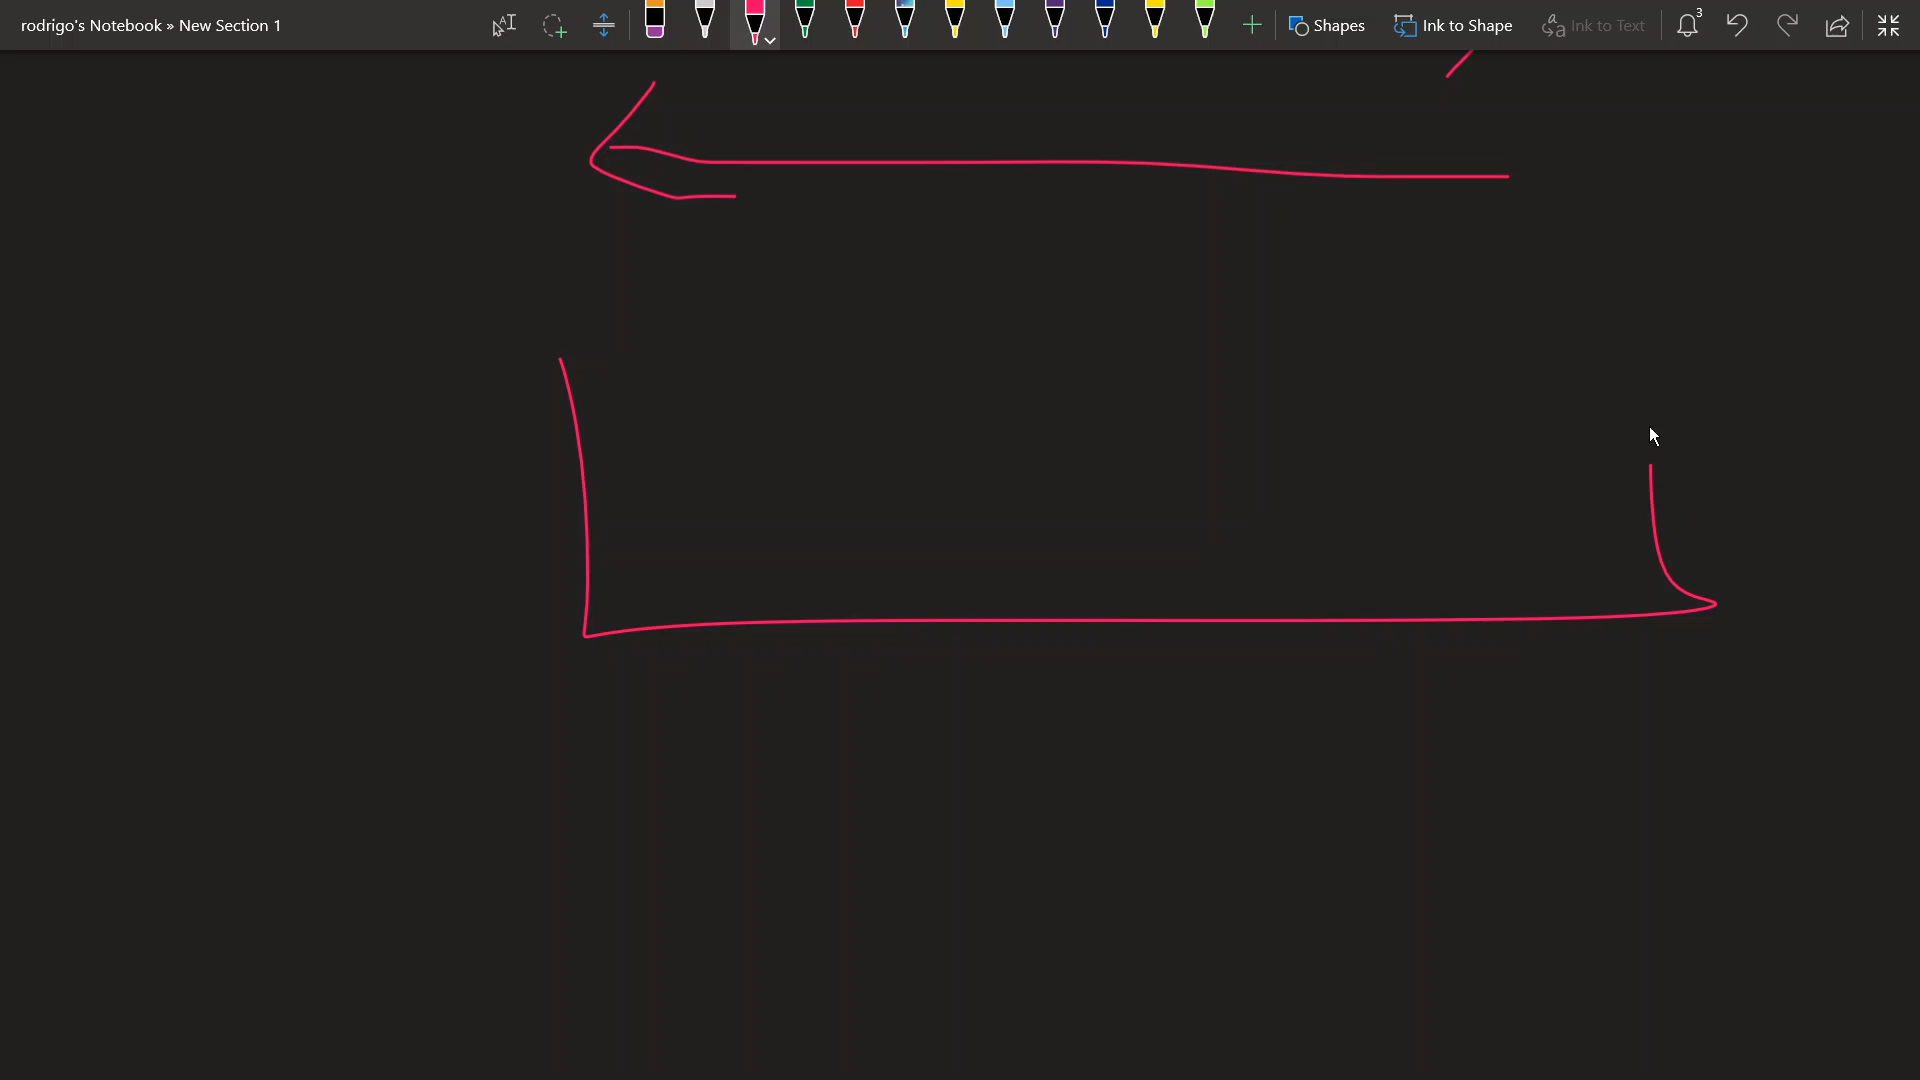 rodrigo's Notebook » New Section 1
Shapes
Ink to Shape
Ink to Text
3